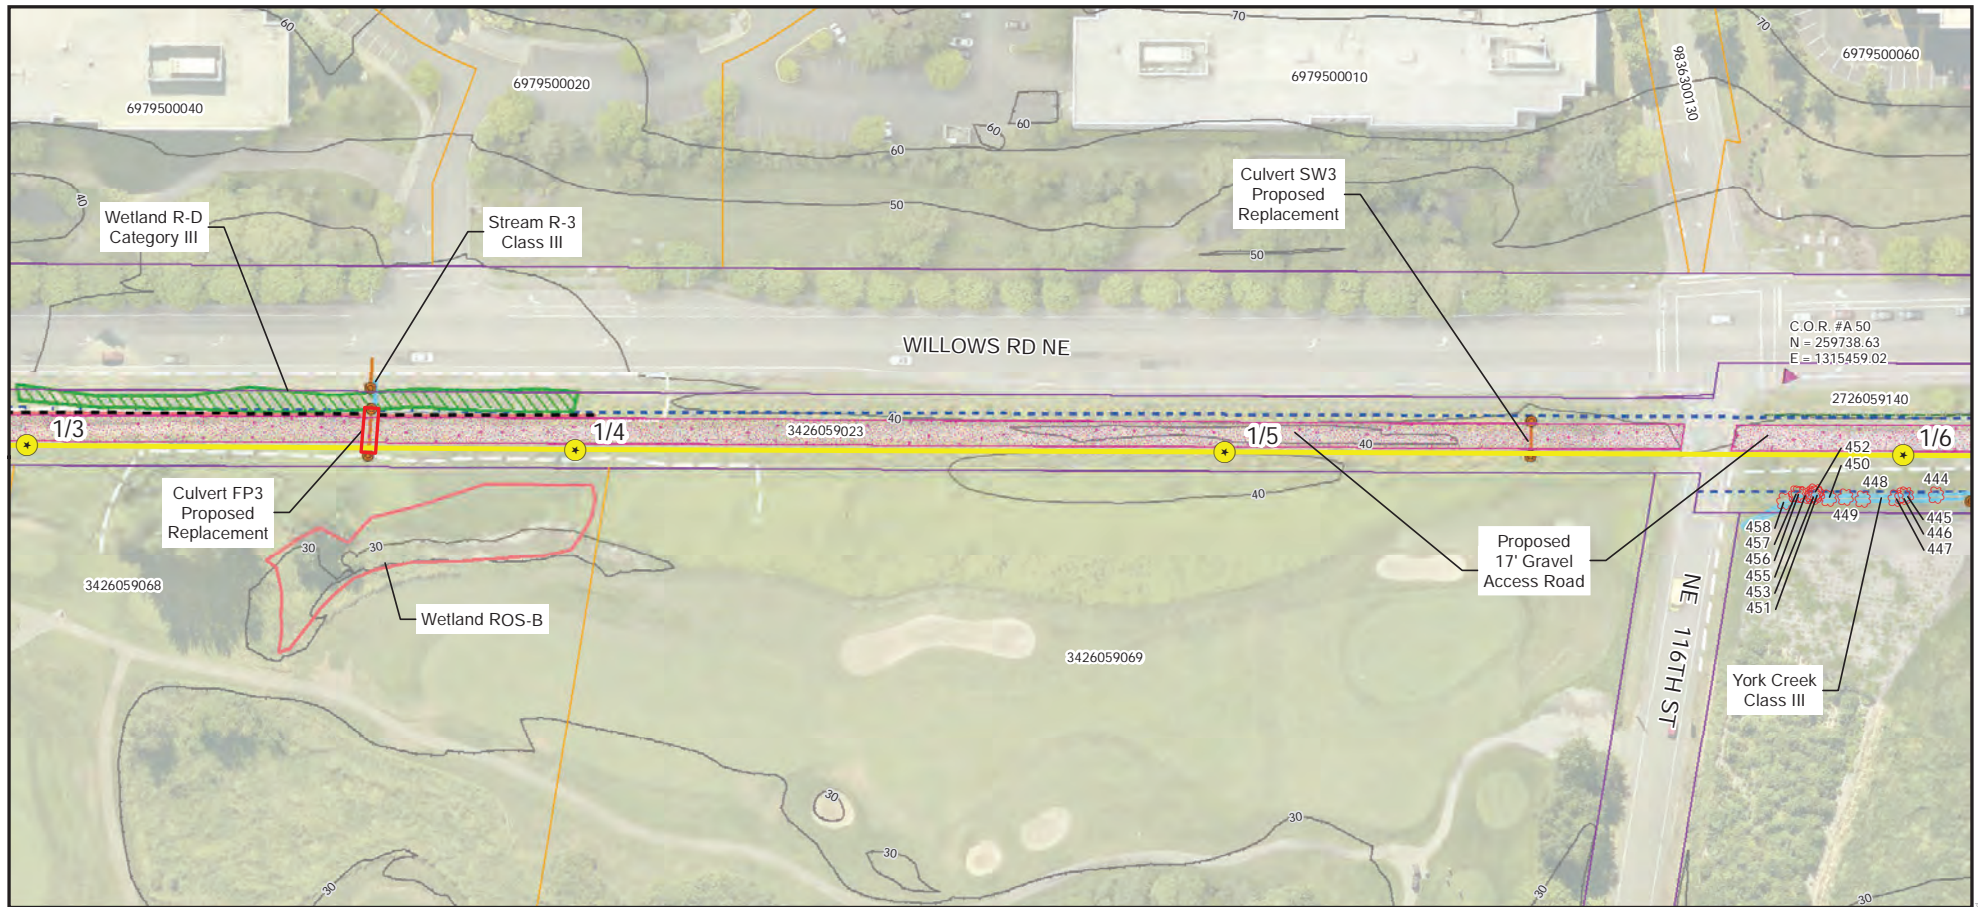 60
70
70
6979500040
6979500020
6979500010
9836300130
6979500060
60
60
60
40
50
50
Wetland R-D
Category III
Stream R-3
Class III
Culvert SW3
Proposed
Replacement
WILLOWS RD NE
C.O.R. #A 50
N = 259738.63
E = 1315459.02
2726059140
1/3
1/4
3426059023
40
1/5
40
1/6
452
450
448
444
449
445
446
447
458
457
456
455
453
451
40
Culvert FP3
Proposed
Replacement
30
30
3426059068
Wetland ROS-B
Proposed
17' Gravel
Access Road
NE 116TH ST
3426059069
York Creek
Class III
30
30
30
30
30
30